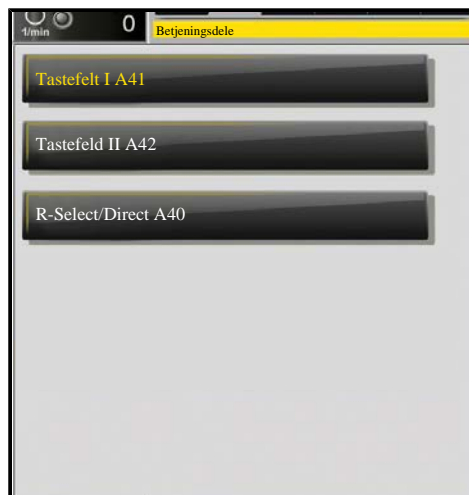 1/min
0
Betjeningsdele
Tastefelt I A41
Tastefeld II A42
R-Select/Direct A40